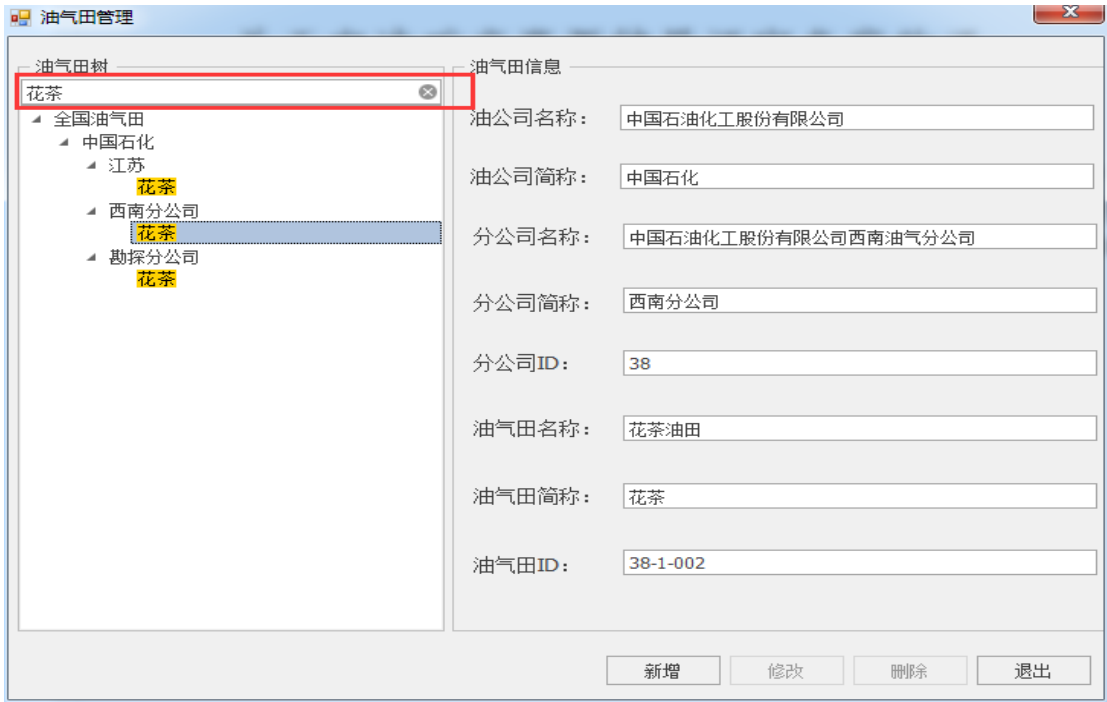 油气田管理
油气田树
花茶
全国油气田
中国石化
江苏
花茶
西南分公司
花茶
勘探分公司
花茶
油气田信息
油公司名称： 中国石油化工股份有限公司
油公司简称： 中国石化
分公司名称： 中国石油化工股份有限公司西南油气分公司
分公司简称： 西南分公司
分公司ID： 38
油气田名称： 花茶油田
油气田简称： 花茶
油气田ID： 38-1-002
新增 修改 删除 退出